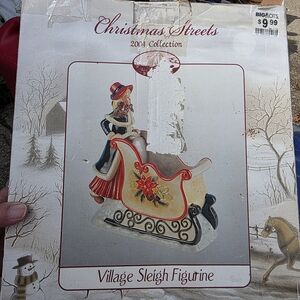 Christmas Streets
2004 Collection
BIG LOTS
$9.99
Village Sleigh Figurine